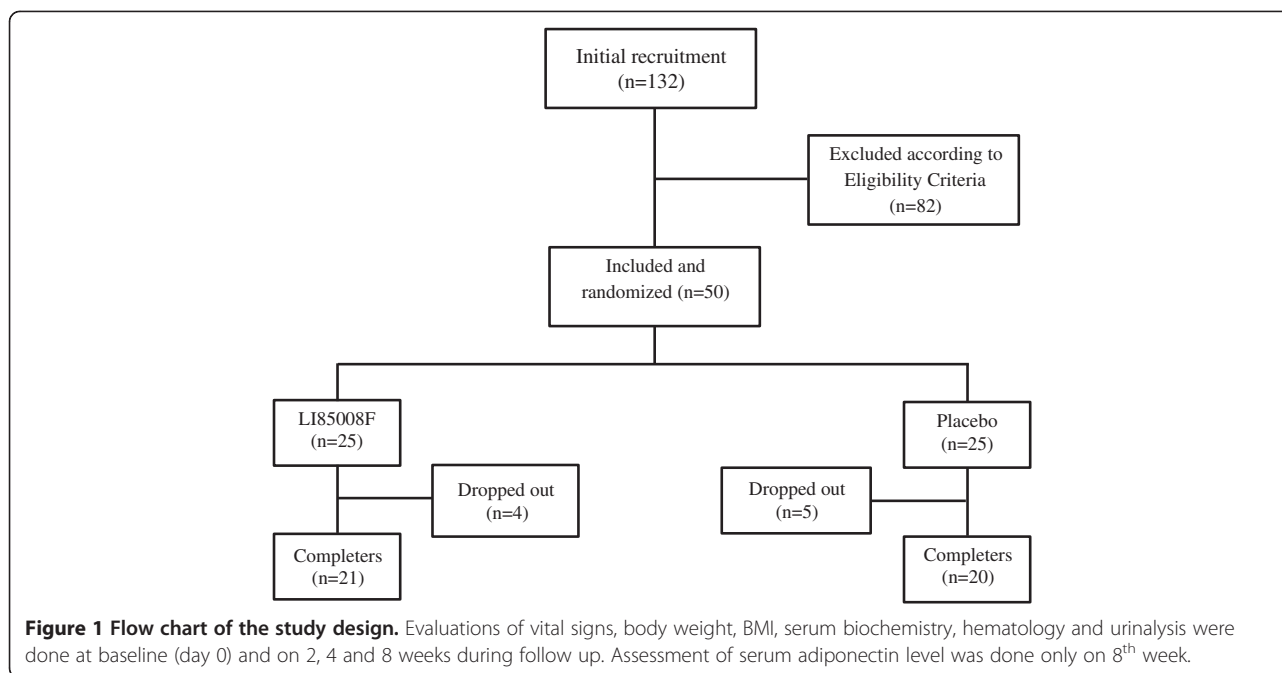 Initial recruitment
(n=132)
Excluded according to
Eligibility Criteria
(n=82)
Included and
randomized (n=50)
LI85008F
(n=25)
Placebo
(n=25)
Dropped out
(n=4)
Dropped out
(n=5)
Completers
(n=21)
Completers
(n=20)
Figure 1 Flow chart of the study design. Evaluations of vital signs, body weight, BMI, serum biochemistry, hematology and urinalysis were
done at baseline (day 0) and on 2, 4 and 8 weeks during follow up. Assessment of serum adiponectin level was done only on 8th week.